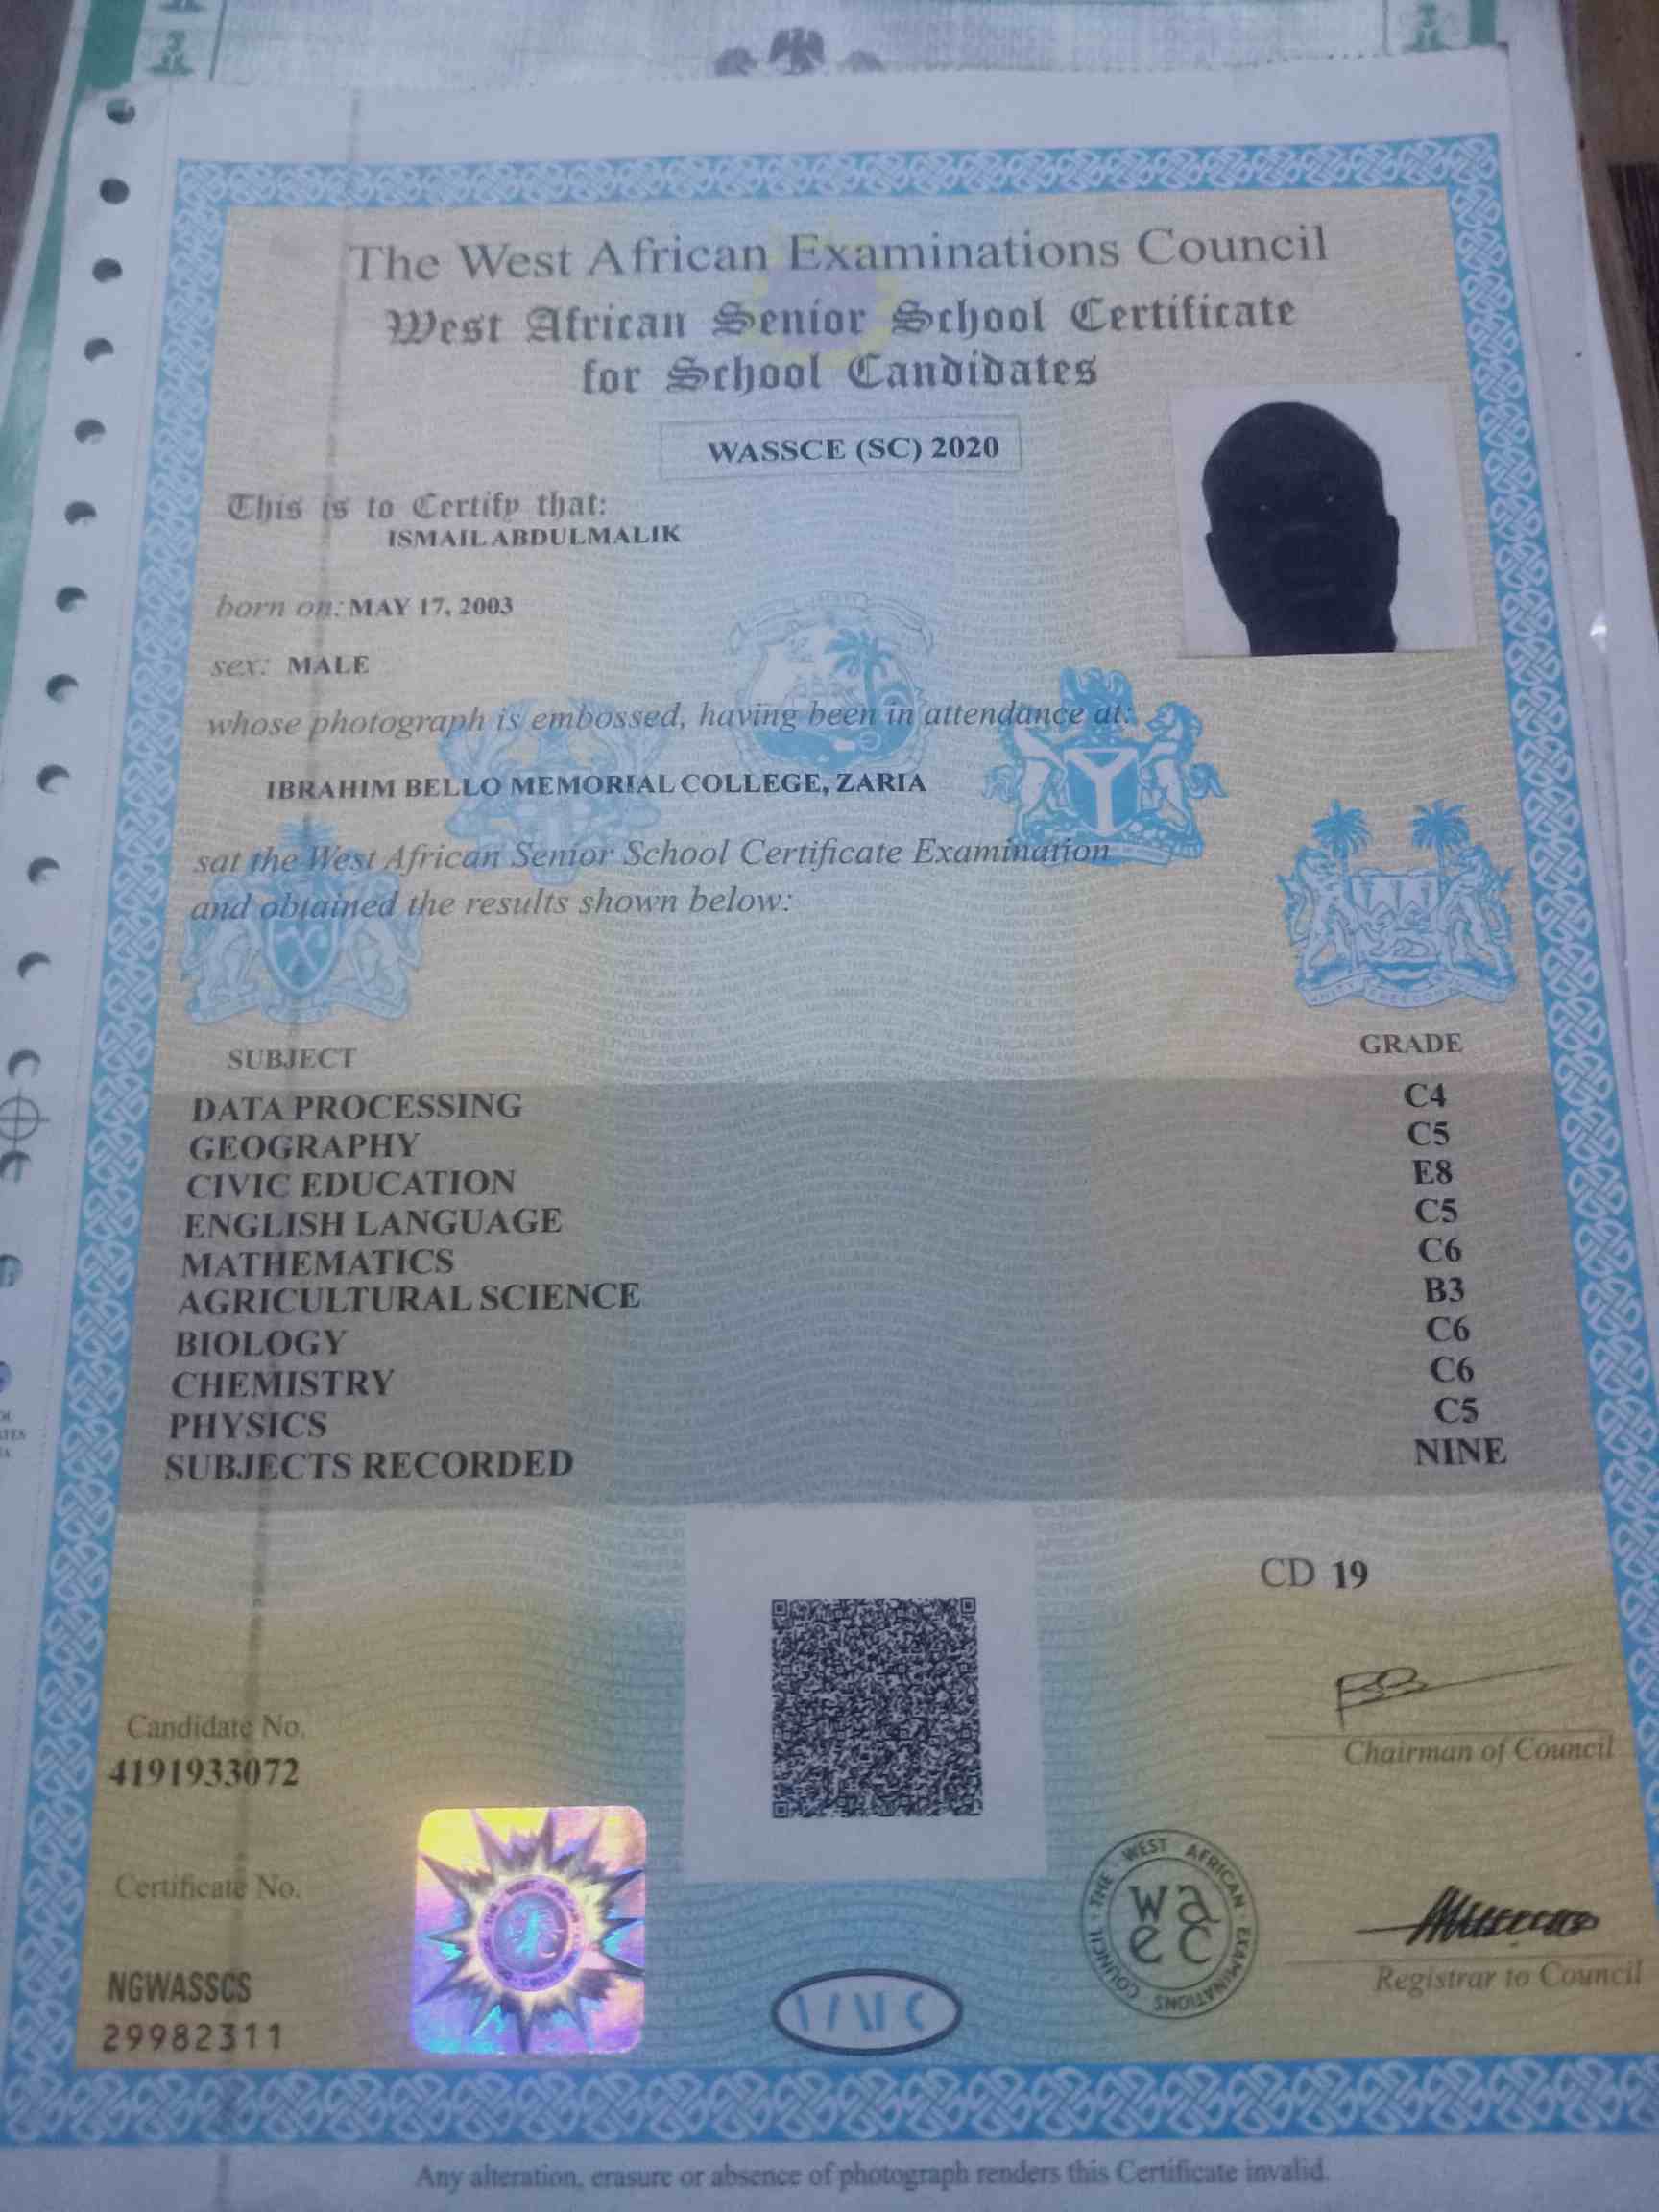 The West African Examinations Council
West African Senior School Certificate
for School Candidates
WASSCE (SC) 2020
This is to Certify that:
ISMAIL ABDULMALIK
born on: MAY 17, 2003
sex: MALE
whose photograph is embossed, having been in attendance at:
IBRAHIM BELLO MEMORIAL COLLEGE, ZARIA
sat the West African Senior School Certificate Examination
and obtained the results shown below:
SUBJECT GRADE
DATA PROCESSING C4
GEOGRAPHY C5
CIVIC EDUCATION E8
ENGLISH LANGUAGE C5
MATHEMATICS C6
AGRICULTURAL SCIENCE B3
BIOLOGY C6
CHEMISTRY C6
PHYSICS C5
SUBJECTS RECORDED NINE
CD 19
Candidate No.
4191933072
Chairman of Council
Certificate No.
NGWASSCS
29982311
THE WEST AFRICAN EXAMINATIONS COUNCIL
waec
Registrar to Council
Any alteration, erasure or absence of photograph renders this Certificate invalid.